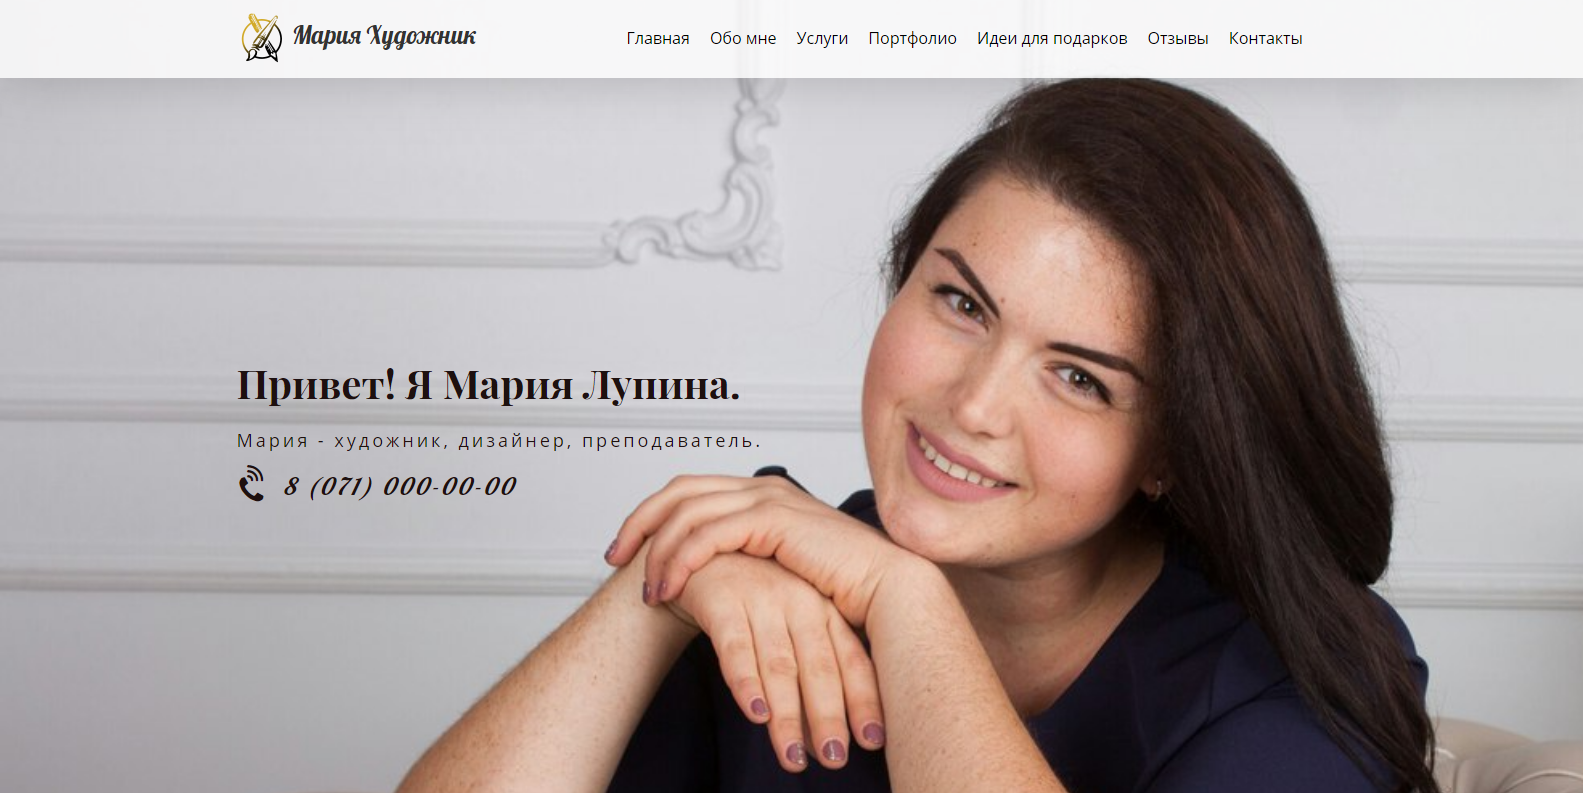 Мария Художник
Главная Обо мне Услуги Портфолио Идеи для подарков Отзывы Контакты
Привет! Я Мария Лупина.
Мария - художник, дизайнер, преподаватель.
8 (071) 000-00-00